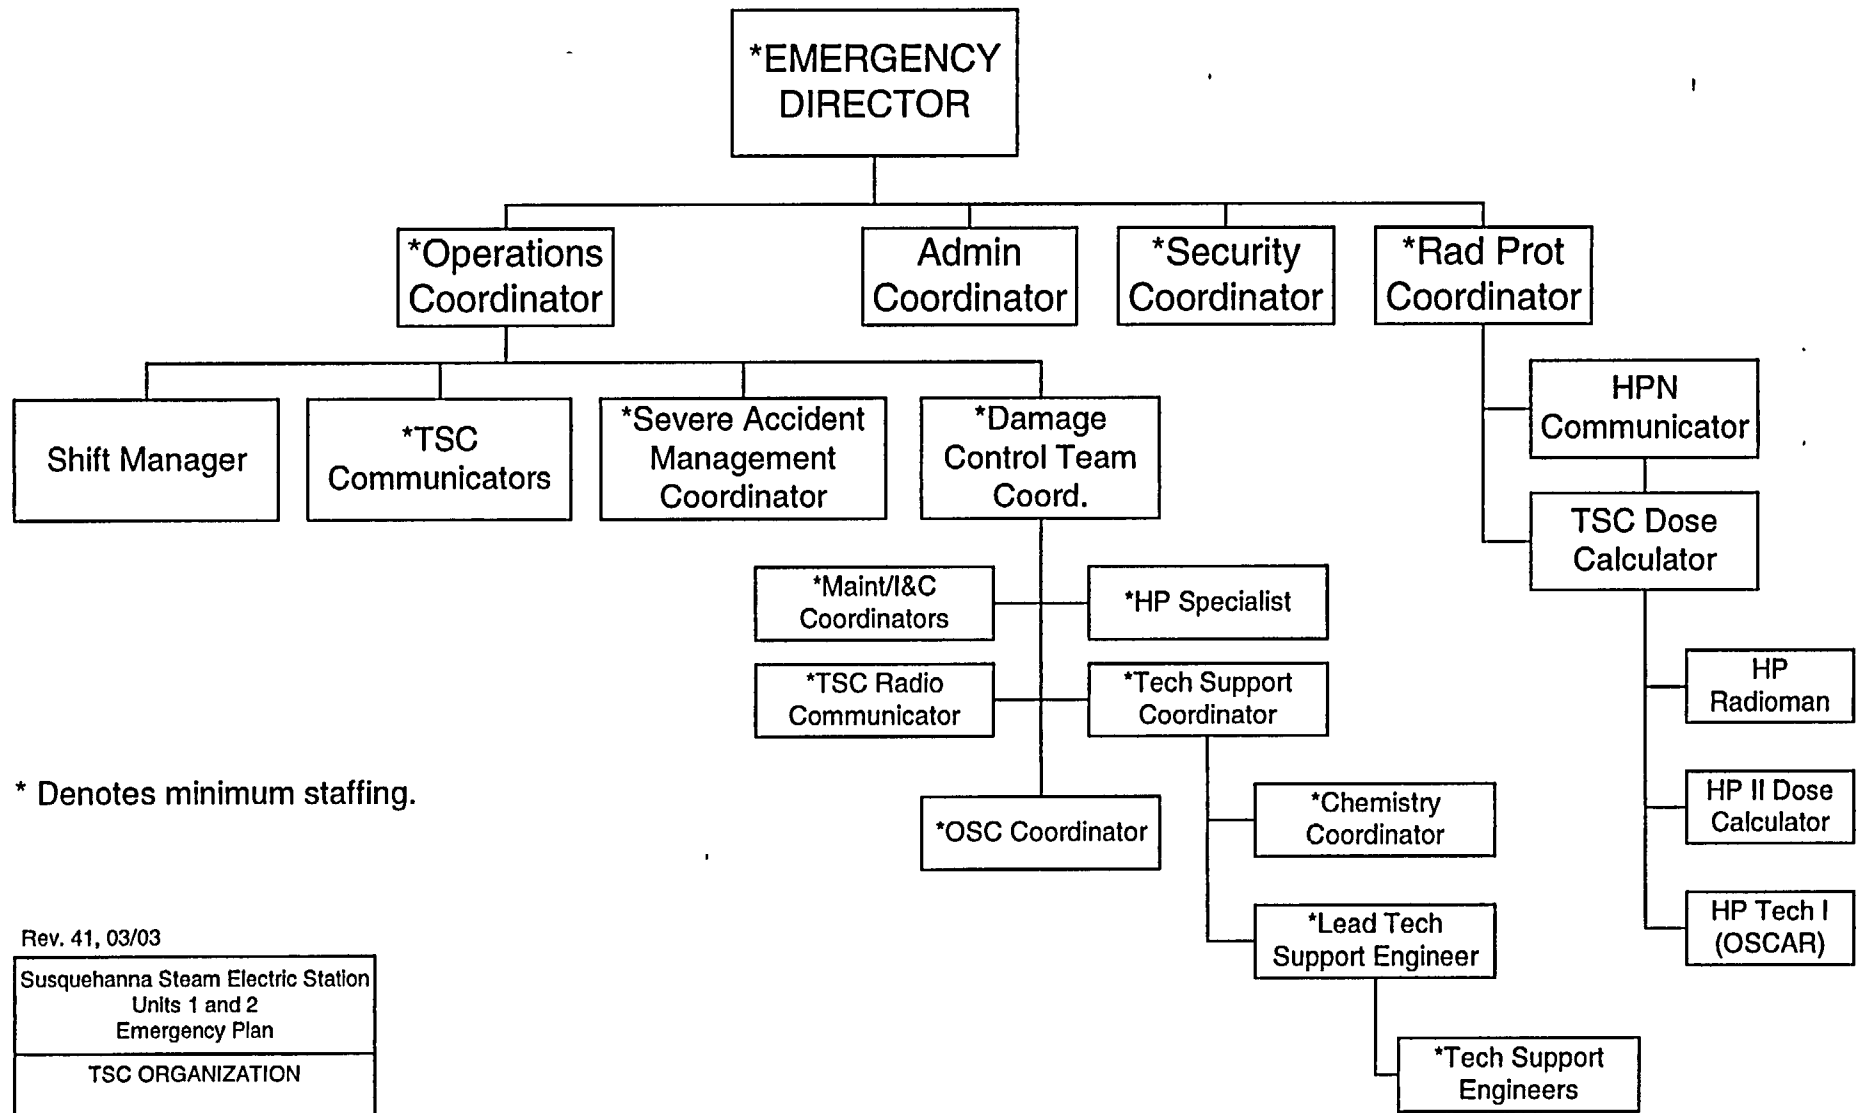 *EMERGENCY
DIRECTOR
*Operations
Coordinator
Admin
Coordinator
*Security
Coordinator
*Rad Prot
Coordinator
Shift Manager
*TSC
Communicators
*Severe Accident
Management
Coordinator
*Damage
Control Team
Coord.
HPN
Communicator
TSC Dose
Calculator
*Maint/I&C
Coordinators
*HP Specialist
*TSC Radio
Communicator
*Tech Support
Coordinator
HP
Radioman
* Denotes minimum staffing.
*OSC Coordinator
*Chemistry
Coordinator
HP II Dose
Calculator
*Lead Tech
Support Engineer
HP Tech I
(OSCAR)
*Tech Support
Engineers
Rev. 41, 03/03
Susquehanna Steam Electric Station
Units 1 and 2
Emergency Plan
TSC ORGANIZATION